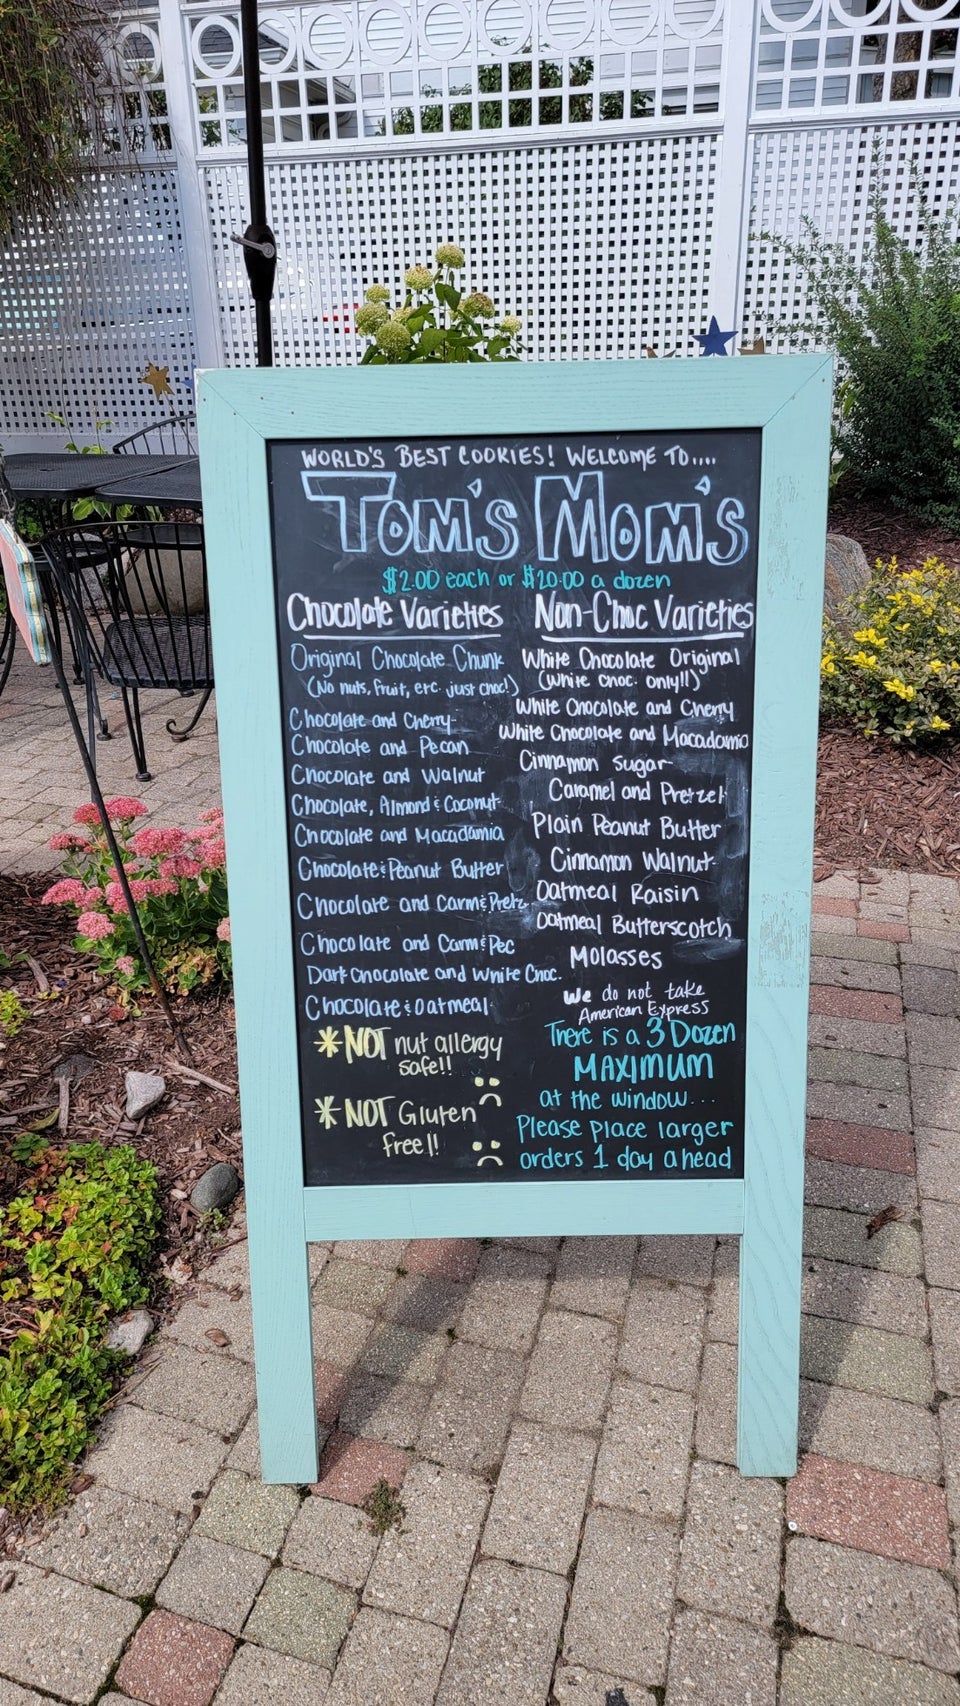 WORLD'S BEST COOKIES! WELCOME TO....
TOM'S MOM'S
$2.00 each or $20.00 a dozen
Chocolate Varieties
Original Chocolate Chunk
(No nuts, fruit, etc. just choc!)
Chocolate and Cherry
Chocolate and Pecan
Chocolate and Walnut
Chocolate, Almond & Coconut
Chocolate and Macadamia
Chocolate & Peanut Butter
Chocolate and Carm & Pretz
Chocolate and Carm & Pec
Dark Chocolate and White Choc.
Chocolate & Oatmeal
* NOT nut allergy
safe!!
* NOT Gluten
free!!
Non-Choc Varieties
White Chocolate Original
(White choc. only!!)
White Chocolate and Cherry
White Chocolate and Macadamia
Cinnamon Sugar
Caramel and Pretzel
Plain Peanut Butter
Cinnamon Walnut
Oatmeal Raisin
Oatmeal Butterscotch
Molasses
We do not take
American Express
There is a 3 Dozen
MAXIMUM
at the window...
Please place larger
orders 1 day ahead